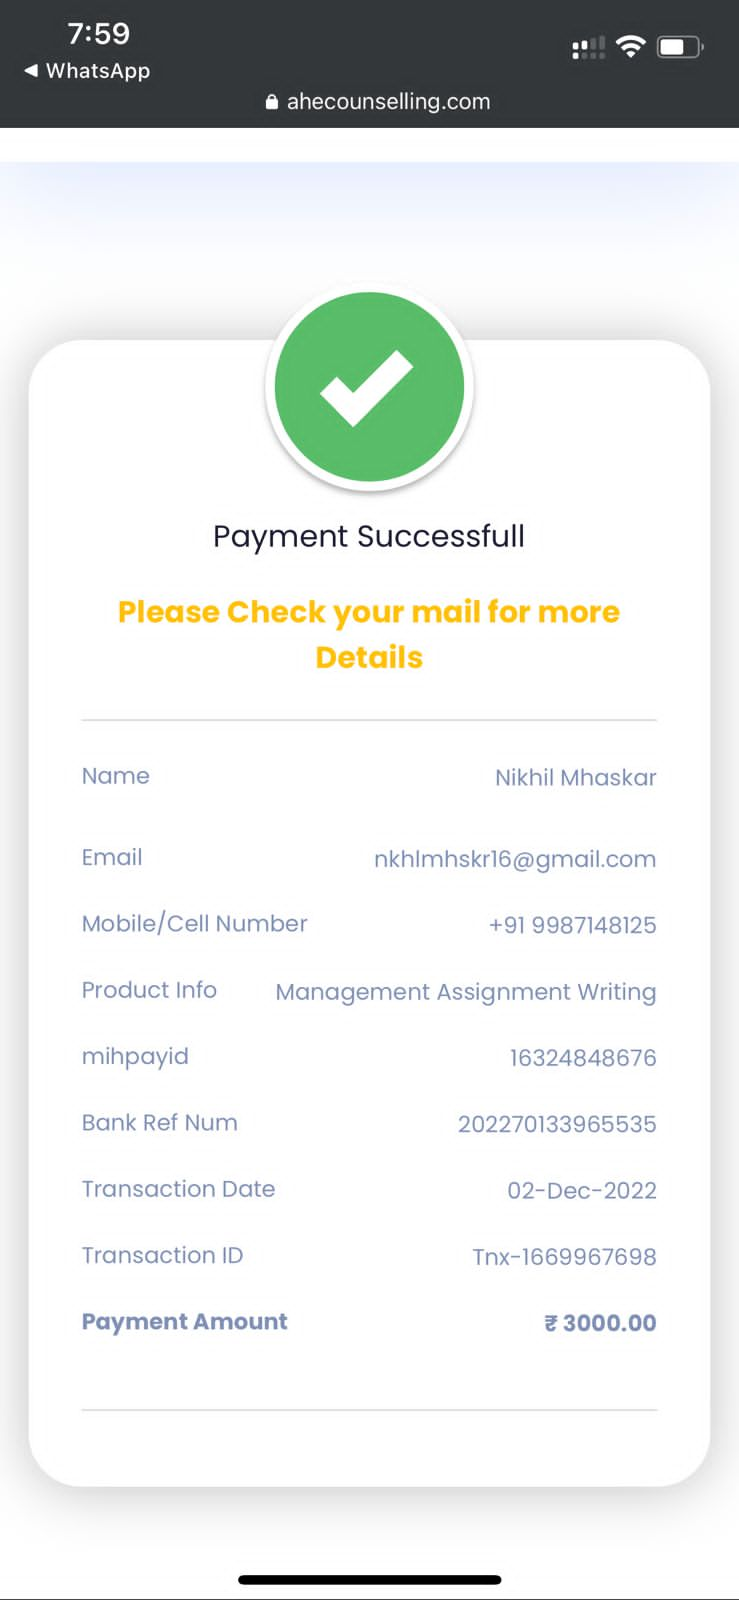 7:59
◀ WhatsApp
ahecounselling.com
Payment Successfull
Please Check your mail for more
Details
Name Nikhil Mhaskar
Email nkhlmhskr16@gmail.com
Mobile/Cell Number +91 9987148125
Product Info Management Assignment Writing
mihpayid 16324848676
Bank Ref Num 202270133965535
Transaction Date 02-Dec-2022
Transaction ID Tnx-1669967698
Payment Amount ₹ 3000.00